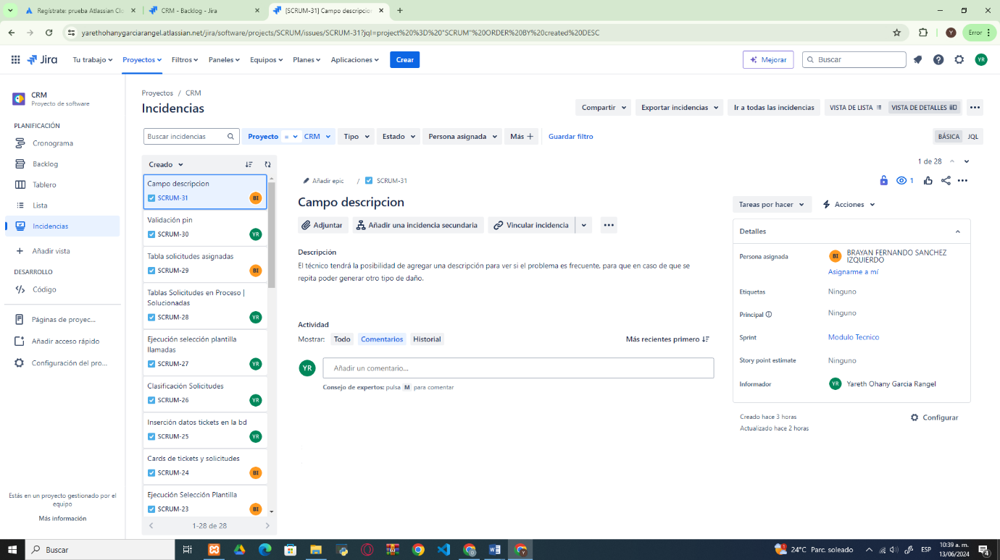 Regístrate: prueba Atlassian Clo
CRM - Backlog - Jira
[SCRUM-31] Campo descripcion
yarethohanygarciarangel.atlassian.net/jira/software/projects/SCRUM/issues/SCRUM-31?jql=project%20%3D%20"SCRUM"%20ORDER%20BY%20created%20DESC
Y
Error
Jira
Tu trabajo
Proyectos
Filtros
Paneles
Equipos
Planes
Aplicaciones
Crear
Mejorar
Buscar
YR
CRM
Proyecto de software
PLANIFICACIÓN
Cronograma
Backlog
Tablero
Lista
Incidencias
Añadir vista
DESARROLLO
Código
Páginas de proyec...
Añadir acceso rápido
Configuración del pro...
Estás en un proyecto gestionado por el
equipo
Más información
Proyectos / CRM
Incidencias
Compartir
Exportar incidencias
Ir a todas las incidencias
VISTA DE LISTA
VISTA DE DETALLES
Buscar incidencias
Proyecto = CRM
Tipo
Estado
Persona asignada
Más +
Guardar filtro
BÁSICA
JQL
Creado
Campo descripcion
SCRUM-31
BI
Validación pin
SCRUM-30
YR
Tabla solicitudes asignadas
SCRUM-29
BI
Tablas Solicitudes en Proceso |
Solucionadas
SCRUM-28
YR
Ejecución selección plantilla
llamadas
SCRUM-27
YR
Clasificación Solicitudes
SCRUM-26
YR
Inserción datos tickets en la bd
SCRUM-25
YR
Cards de tickets y solicitudes
SCRUM-24
BI
Ejecución Selección Plantilla
SCRUM-23
BI
1-28 de 28
1 de 28
Añadir epic / SCRUM-31
1
Campo descripcion
Adjuntar
Añadir una incidencia secundaria
Vincular incidencia
Descripción
El técnico tendrá la posibilidad de agregar una descripción para ver si el problema es frecuente, para que en caso de que se
repita poder generar otro tipo de daño.
Actividad
Mostrar:
Todo
Comentarios
Historial
Más recientes primero
YR
Añadir un comentario...
Consejo de expertos: pulsa M para comentar
Tareas por hacer
Acciones
Detalles
Persona asignada
BI
BRAYAN FERNANDO SANCHEZ
IZQUIERDO
Asignarme a mí
Etiquetas
Ninguno
Principal
Ninguno
Sprint
Modulo Tecnico
Story point estimate
Ninguno
Informador
YR
Yareth Ohany Garcia Rangel
Creado hace 3 horas
Actualizado hace 2 horas
Configurar
Buscar
24°C Parc. soleado
ESP
10:39 a. m.
13/06/2024
4